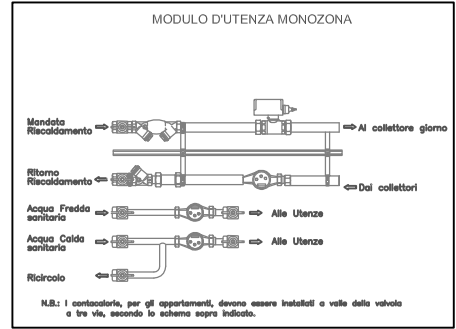 MODULO D'UTENZA MONOZONA
Mandata
Riscaldamento
Al collettore giorno
Ritorno
Riscaldamento
Dai collettori
Acqua Fredda
sanitaria
Alle Utenze
Acqua Calda
sanitaria
Alle Utenze
Ricircolo
N.B.: I contacalorie, per gli appartamenti, devono essere installati a valle della valvola
a tre vie, secondo lo schema sopra indicato.